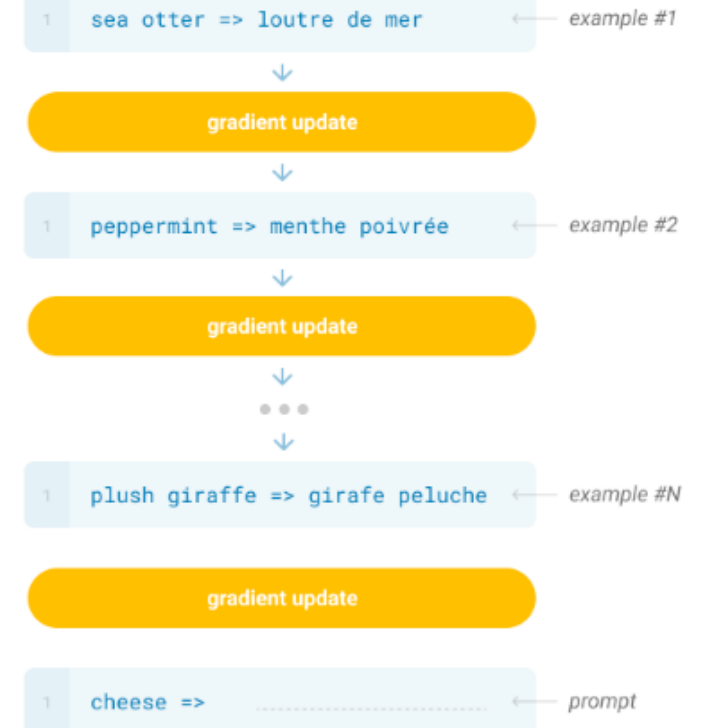 1 sea otter => loutre de mer example #1
gradient update
1 peppermint => menthe poivrée example #2
gradient update
1 plush giraffe => girafe peluche example #N
gradient update
1 cheese => prompt